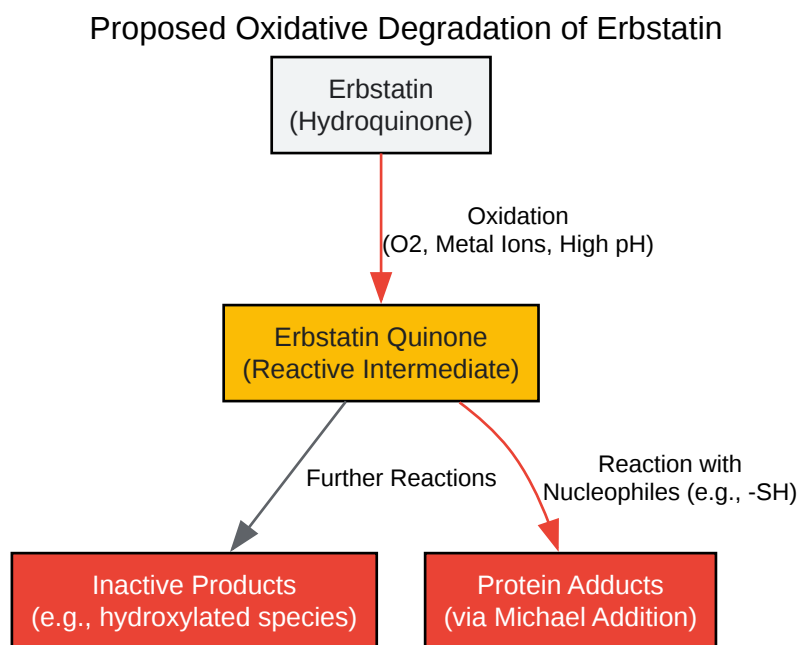 Proposed Oxidative Degradation of Erbstatin
Erbstatin
(Hydroquinone)
Oxidation
(O2, Metal Ions, High pH)
Erbstatin Quinone
(Reactive Intermediate)
Further Reactions
Reaction with
Nucleophiles (e.g., -SH)
Inactive Products
(e.g., hydroxylated species)
Protein Adducts
(via Michael Addition)